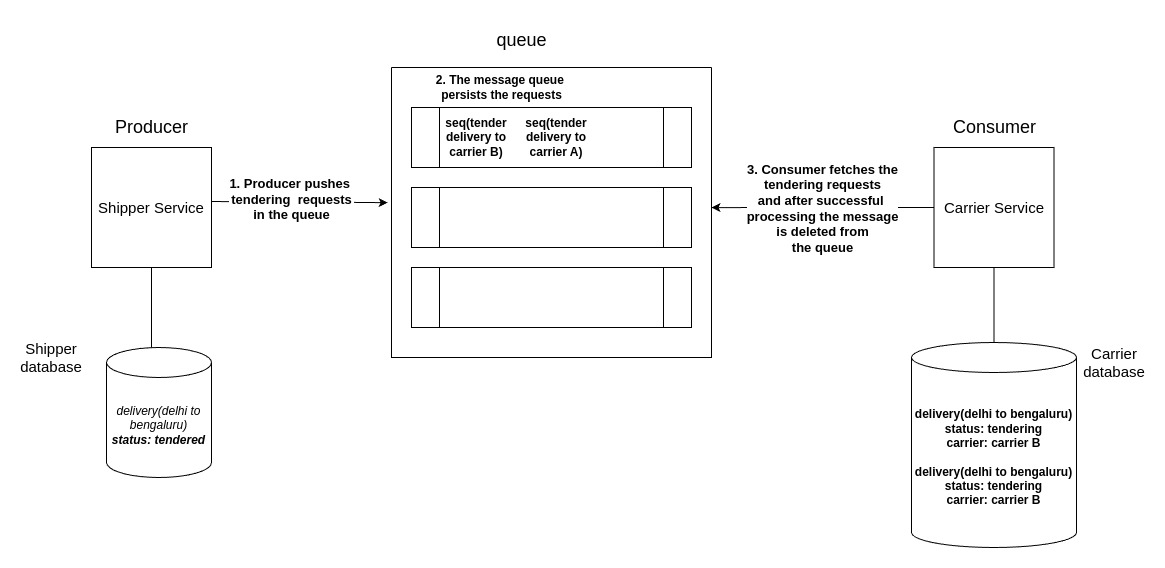 queue
2. The message queue
persists the requests
Producer
seq(tender
delivery to
carrier B)
seq(tender
delivery to
carrier A)
Consumer
Shipper Service
1. Producer pushes
tendering requests
in the queue
3. Consumer fetches the
tendering requests
and after successful
processing the message
is deleted from
the queue
Carrier Service
Shipper
database
delivery(delhi to
bengaluru)
status: tendered
Carrier
database
delivery(delhi to bengaluru)
status: tendering
carrier: carrier B
delivery(delhi to bengaluru)
status: tendering
carrier: carrier B